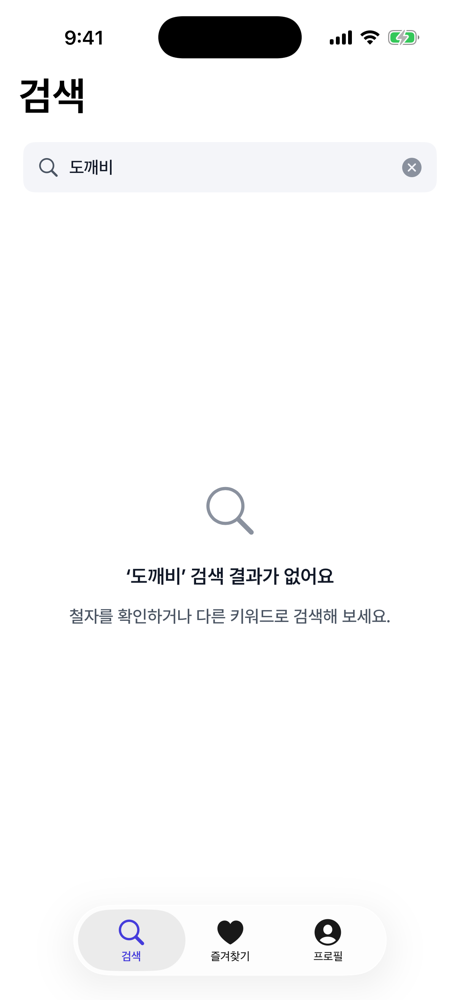 9:41
검색
도깨비
‘도깨비’ 검색 결과가 없어요
철자를 확인하거나 다른 키워드로 검색해 보세요.
검색
즐겨찾기
프로필